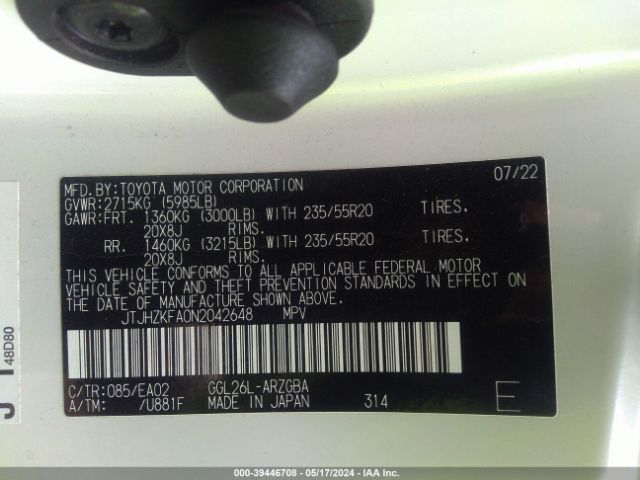 MFD.BY:TOYOTA MOTOR CORPORATION 07/22
GVWR:2715KG (5985LB)
GAWR:FRT. 1360KG (3000LB) WITH 235/55R20 TIRES.
20X8J RIMS.
RR. 1460KG (3215LB) WITH 235/55R20 TIRES.
20X8J RIMS.
THIS VEHICLE CONFORMS TO ALL APPLICABLE FEDERAL MOTOR
VEHICLE SAFETY AND THEFT PREVENTION STANDARDS IN EFFECT ON
THE DATE OF MANUFACTURE SHOWN ABOVE.
JTJHZKFA0N2042648 MPV
C/TR:085/EA02 GGL26L-ARZGBA
A/TM: /U881F MADE IN JAPAN 314 E
48D80
000-39446708 - 05/17/2024 - IAA Inc.